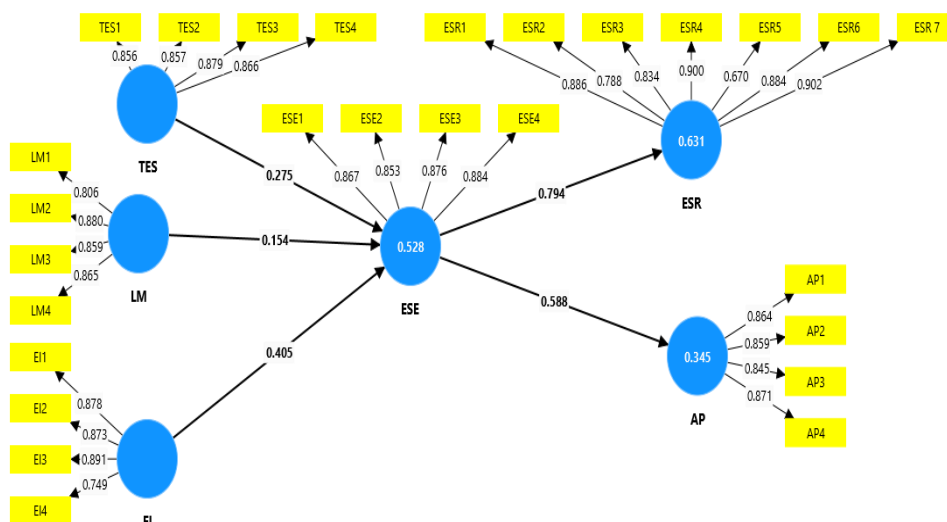 TES1 TES2 TES3 TES4
0.856 0.857 0.879 0.866
TES
ESR1 ESR2 ESR3 ESR4 ESR5 ESR6 ESR 7
0.886 0.788 0.834 0.900 0.670 0.884 0.902
0.631
ESR
ESE1 ESE2 ESE3 ESE4
0.867 0.853 0.876 0.884
0.528
ESE
LM1
LM2
LM3
LM4
0.806
0.880
0.859
0.865
LM
0.275
0.154
0.405
0.794
0.588
EI1
EI2
EI3
EI4
0.878
0.873
0.891
0.749
EI
AP1
AP2
AP3
AP4
0.864
0.859
0.845
0.871
0.345
AP